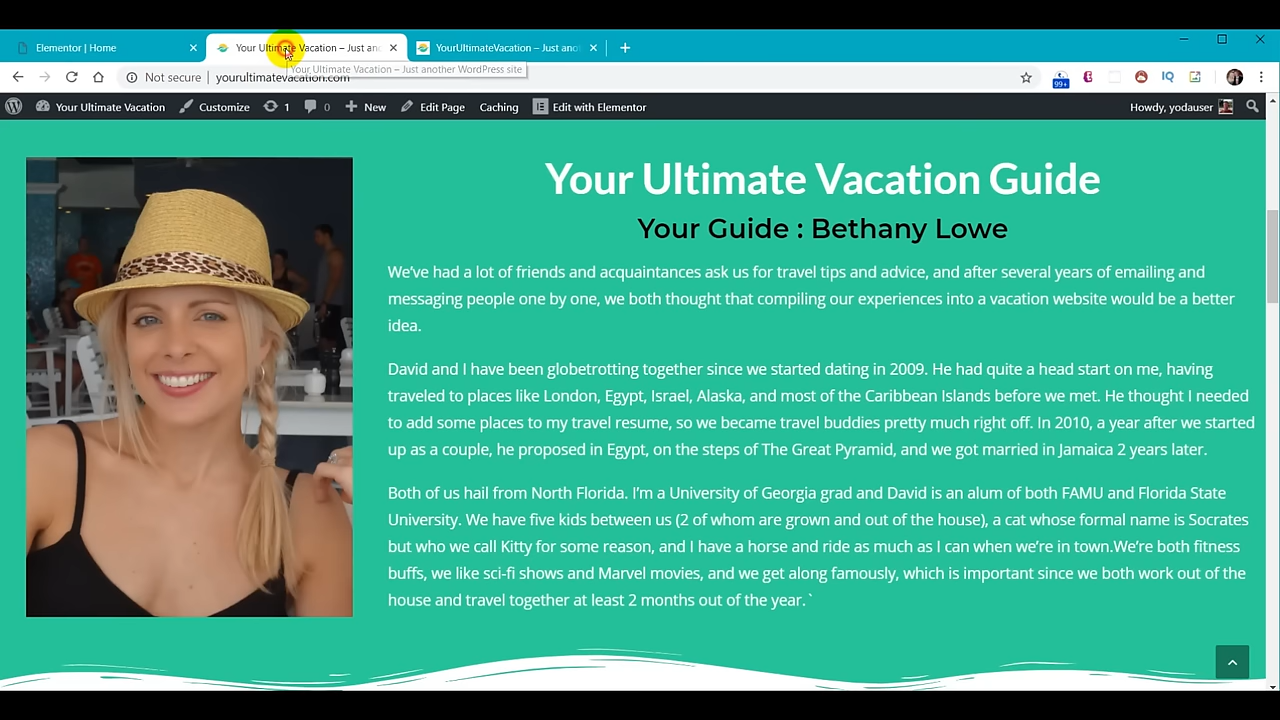 Elementor | Home
Your Ultimate Vacation – Just an
YourUltimateVacation – Just anot
Your Ultimate Vacation – Just another WordPress site
Not secure | yourultimatevacation.com
99+
IQ
Your Ultimate Vacation
Customize
1
0
New
Edit Page
Caching
Edit with Elementor
Howdy, yodauser
Your Ultimate Vacation Guide
Your Guide : Bethany Lowe
We’ve had a lot of friends and acquaintances ask us for travel tips and advice, and after several years of emailing and
messaging people one by one, we both thought that compiling our experiences into a vacation website would be a better
idea.
David and I have been globetrotting together since we started dating in 2009. He had quite a head start on me, having
traveled to places like London, Egypt, Israel, Alaska, and most of the Caribbean Islands before we met. He thought I needed
to add some places to my travel resume, so we became travel buddies pretty much right off. In 2010, a year after we started
up as a couple, he proposed in Egypt, on the steps of The Great Pyramid, and we got married in Jamaica 2 years later.
Both of us hail from North Florida. I’m a University of Georgia grad and David is an alum of both FAMU and Florida State
University. We have five kids between us (2 of whom are grown and out of the house), a cat whose formal name is Socrates
but who we call Kitty for some reason, and I have a horse and ride as much as I can when we’re in town.We’re both fitness
buffs, we like sci-fi shows and Marvel movies, and we get along famously, which is important since we both work out of the
house and travel together at least 2 months out of the year. `